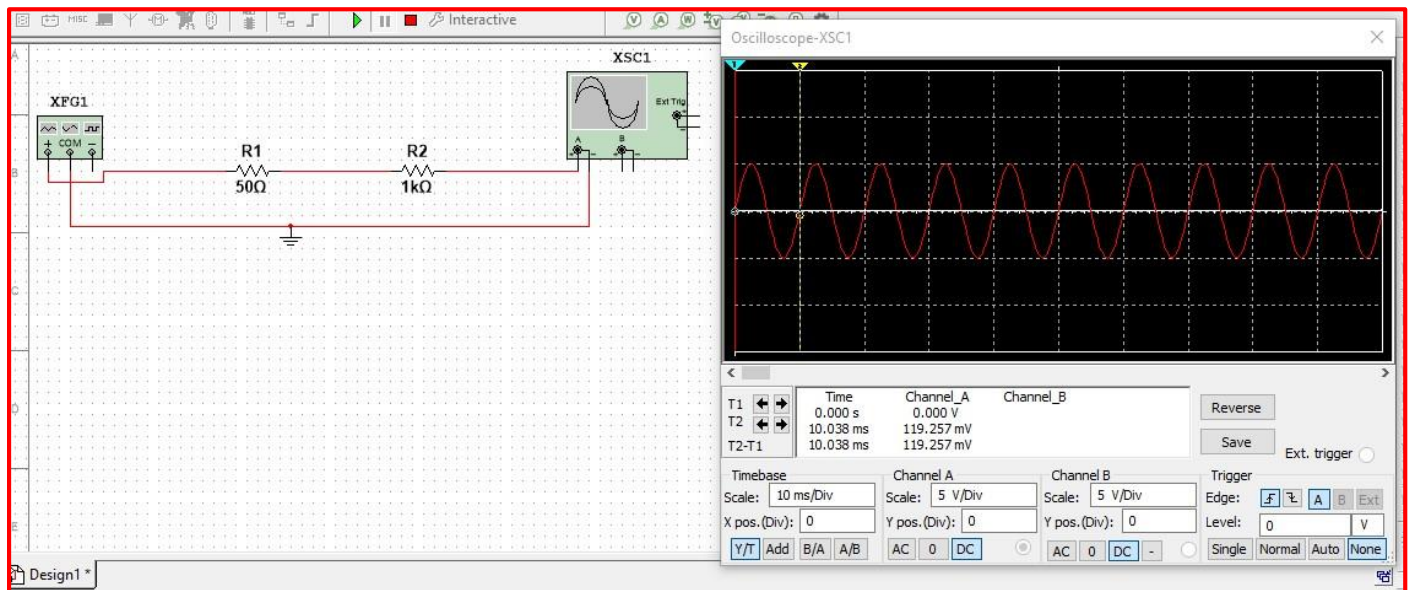 MISC
Interactive
V A W V
A
B
C
D
E
XFG1
+ COM -
R1
50Ω
R2
1kΩ
XSC1
Ext Trig
A B
Design1 *
Oscilloscope-XSC1
1 2
Time Channel_A Channel_B
T1 0.000 s 0.000 V
T2 10.038 ms 119.257 mV
T2-T1 10.038 ms 119.257 mV
Reverse
Save
Ext. trigger
Timebase Channel A Channel B Trigger
Scale: 10 ms/Div Scale: 5 V/Div Scale: 5 V/Div Edge: A B Ext
X pos.(Div): 0 Y pos.(Div): 0 Y pos.(Div): 0 Level: 0 V
Y/T Add B/A A/B AC 0 DC AC 0 DC - Single Normal Auto None